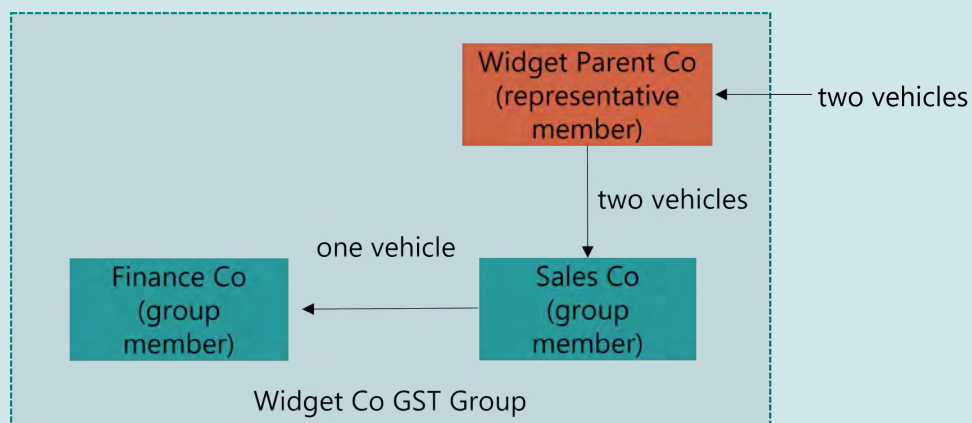 Widget Parent Co
(representative
member)
two vehicles
two vehicles
one vehicle
Finance Co
(group
member)
Sales Co
(group
member)
Widget Co GST Group